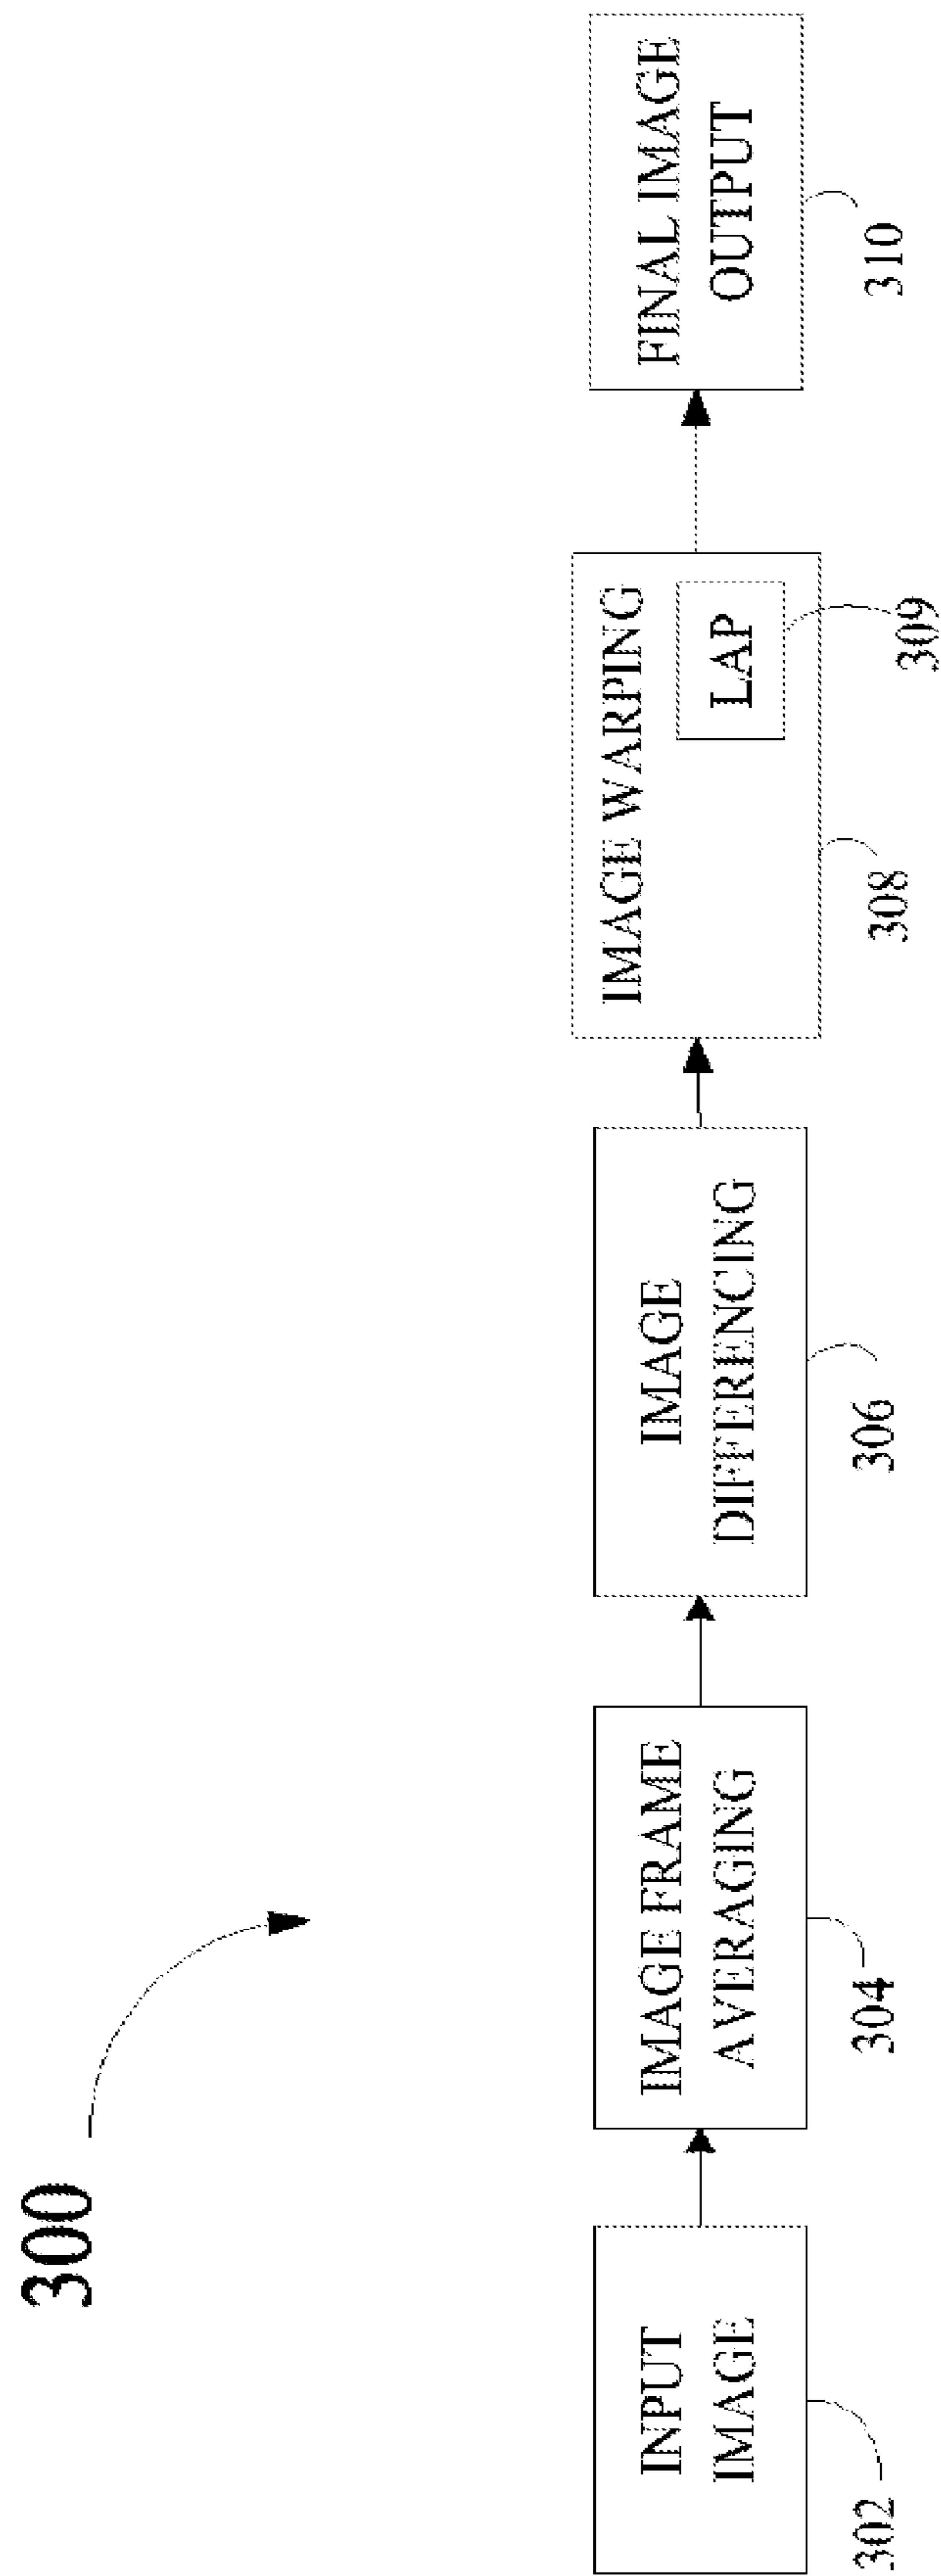 300
INPUT
IMAGE
302
IMAGE FRAME
AVERAGING
304
IMAGE
DIFFERENCING
306
IMAGE WARPING
LAP
308
309
FINAL IMAGE
OUTPUT
310